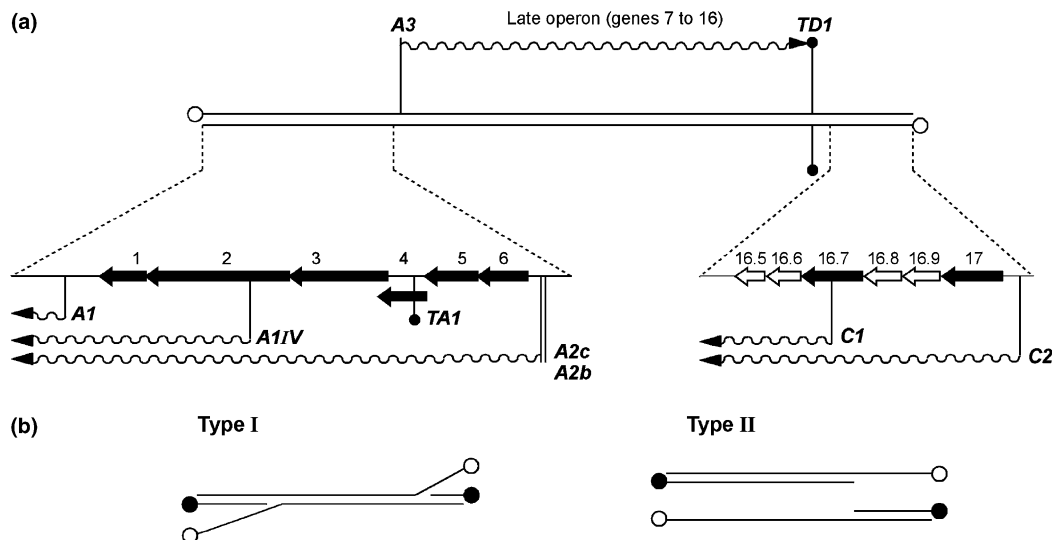 (a)
A3 Late operon (genes 7 to 16) TD1
1 2 3 4 5 6 16.5 16.6 16.7 16.8 16.9 17
A1 TA1
A1IV C1
A2c C2
A2b
(b) Type I Type II